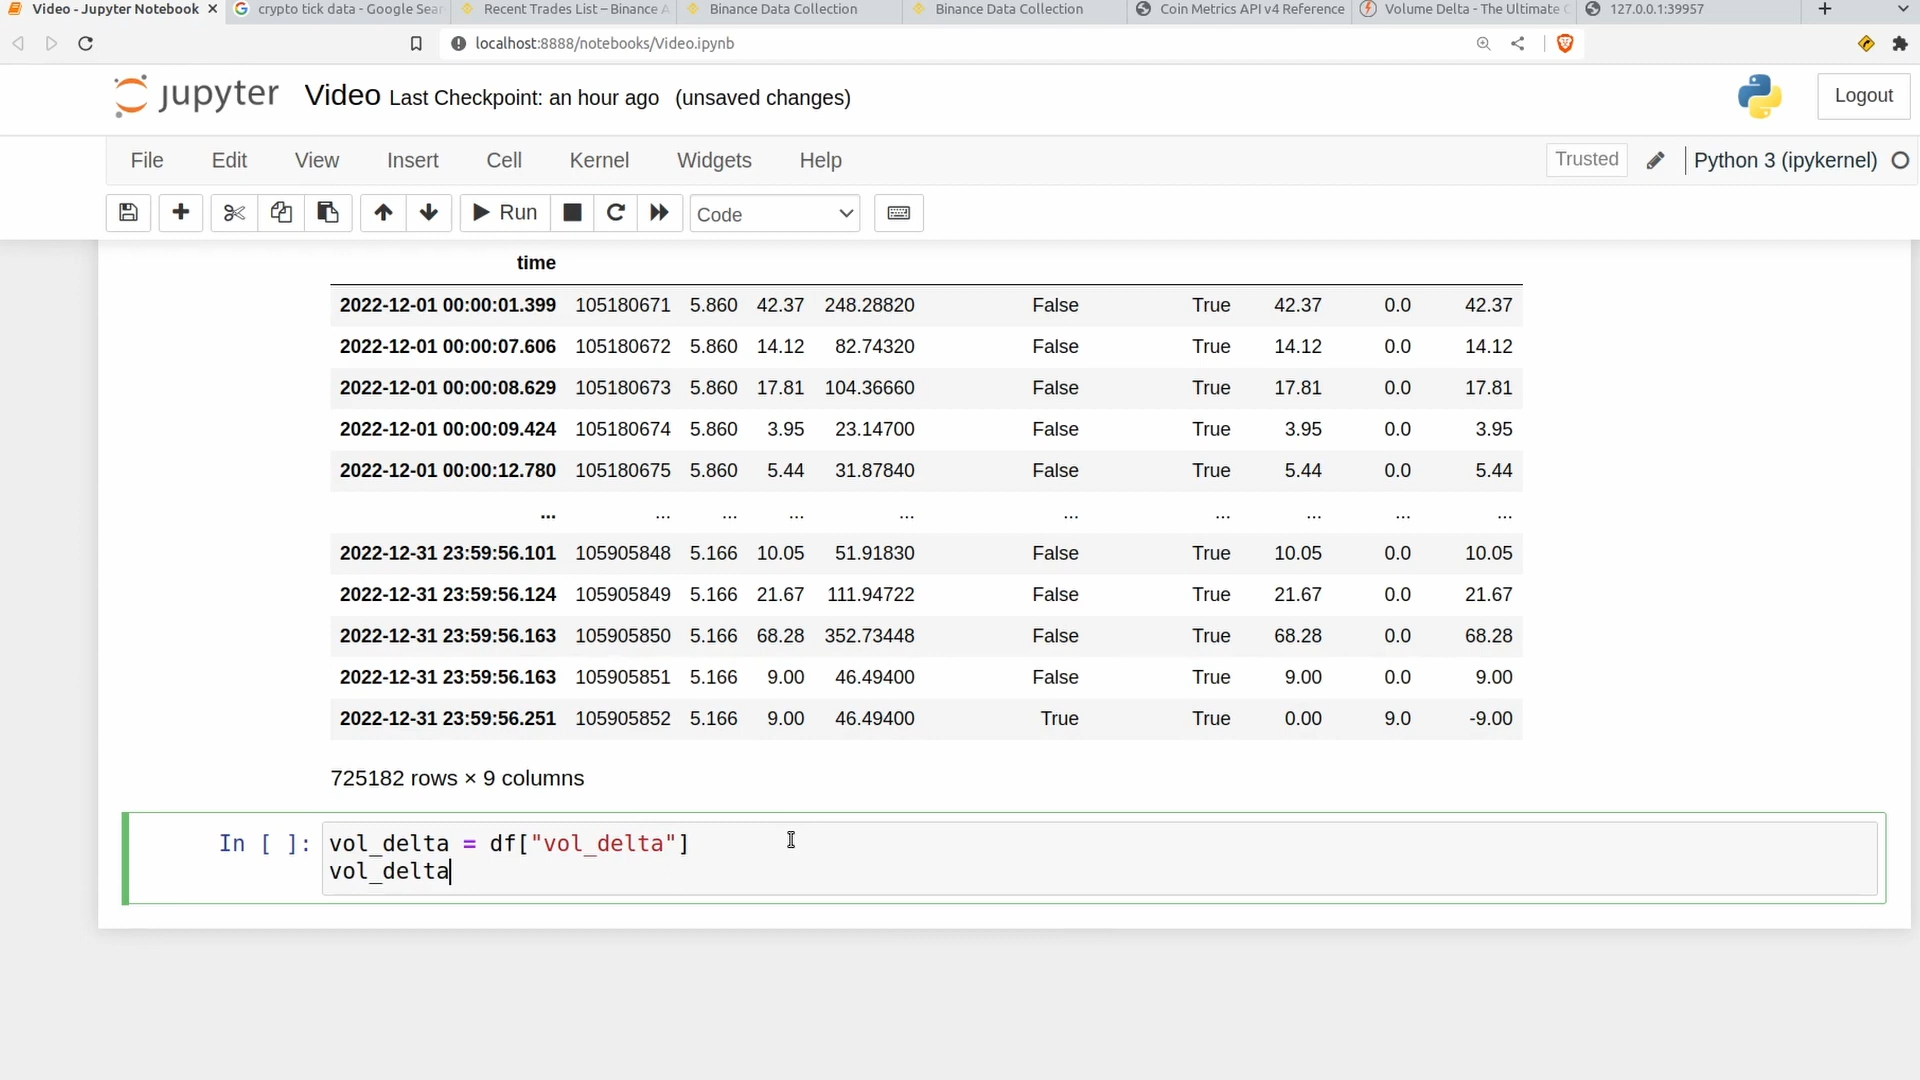 Video - Jupyter Notebook
crypto tick data - Google Sear
Recent Trades List – Binance A
Binance Data Collection
Binance Data Collection
Coin Metrics API v4 Reference
Volume Delta - The Ultimate
127.0.0.1:39957
localhost:8888/notebooks/Video.ipynb
jupyter Video Last Checkpoint: an hour ago (unsaved changes)
Logout
File Edit View Insert Cell Kernel Widgets Help
Trusted Python 3 (ipykernel)
Run Code
time
2022-12-01 00:00:01.399 105180671 5.860 42.37 248.28820 False True 42.37 0.0 42.37
2022-12-01 00:00:07.606 105180672 5.860 14.12 82.74320 False True 14.12 0.0 14.12
2022-12-01 00:00:08.629 105180673 5.860 17.81 104.36660 False True 17.81 0.0 17.81
2022-12-01 00:00:09.424 105180674 5.860 3.95 23.14700 False True 3.95 0.0 3.95
2022-12-01 00:00:12.780 105180675 5.860 5.44 31.87840 False True 5.44 0.0 5.44
... ... ... ... ... ... ... ... ... ...
2022-12-31 23:59:56.101 105905848 5.166 10.05 51.91830 False True 10.05 0.0 10.05
2022-12-31 23:59:56.124 105905849 5.166 21.67 111.94722 False True 21.67 0.0 21.67
2022-12-31 23:59:56.163 105905850 5.166 68.28 352.73448 False True 68.28 0.0 68.28
2022-12-31 23:59:56.163 105905851 5.166 9.00 46.49400 False True 9.00 0.0 9.00
2022-12-31 23:59:56.251 105905852 5.166 9.00 46.49400 True True 0.00 9.0 -9.00
725182 rows × 9 columns
In [ ]: vol_delta = df["vol_delta"]
vol_delta